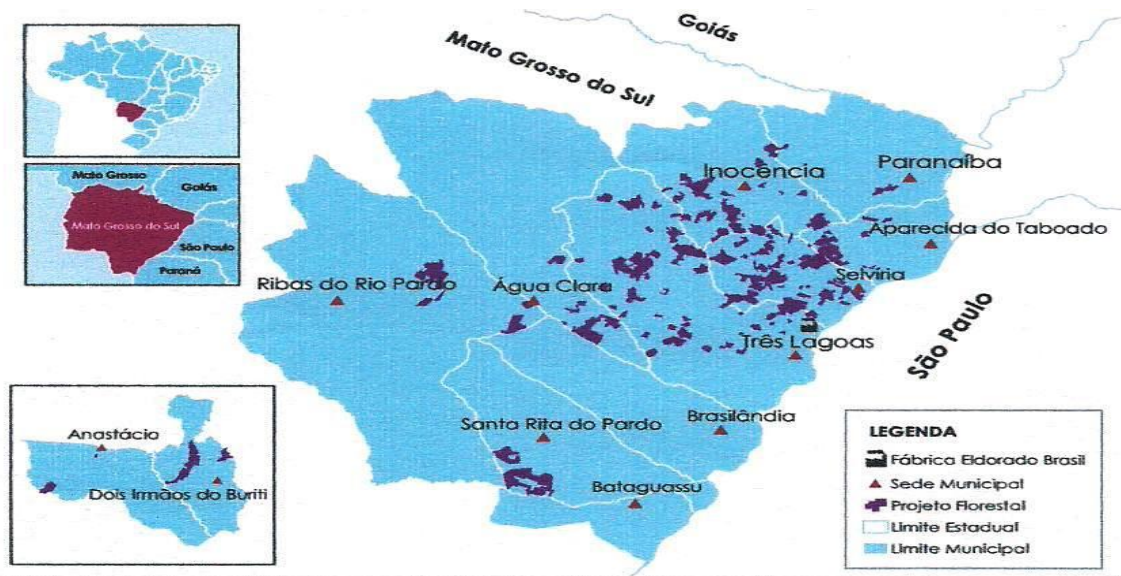 Goiás
Mato Grosso do Sul
Mato Grosso
Goiás
Mato Grosso do Sul
São Paulo
Paraná
Inocência
Paranaíba
Aparecida do Taboado
Ribas do Rio Pardo
Água Clara
Selvíria
São Paulo
Três Lagoas
Santa Rita do Pardo
Brasilândia
Bataguassu
Anastácio
Dois Irmãos do Buriti
LEGENDA
Fábrica Eldorado Brasil
Sede Municipal
Projeto Florestal
Limite Estadual
Limite Municipal